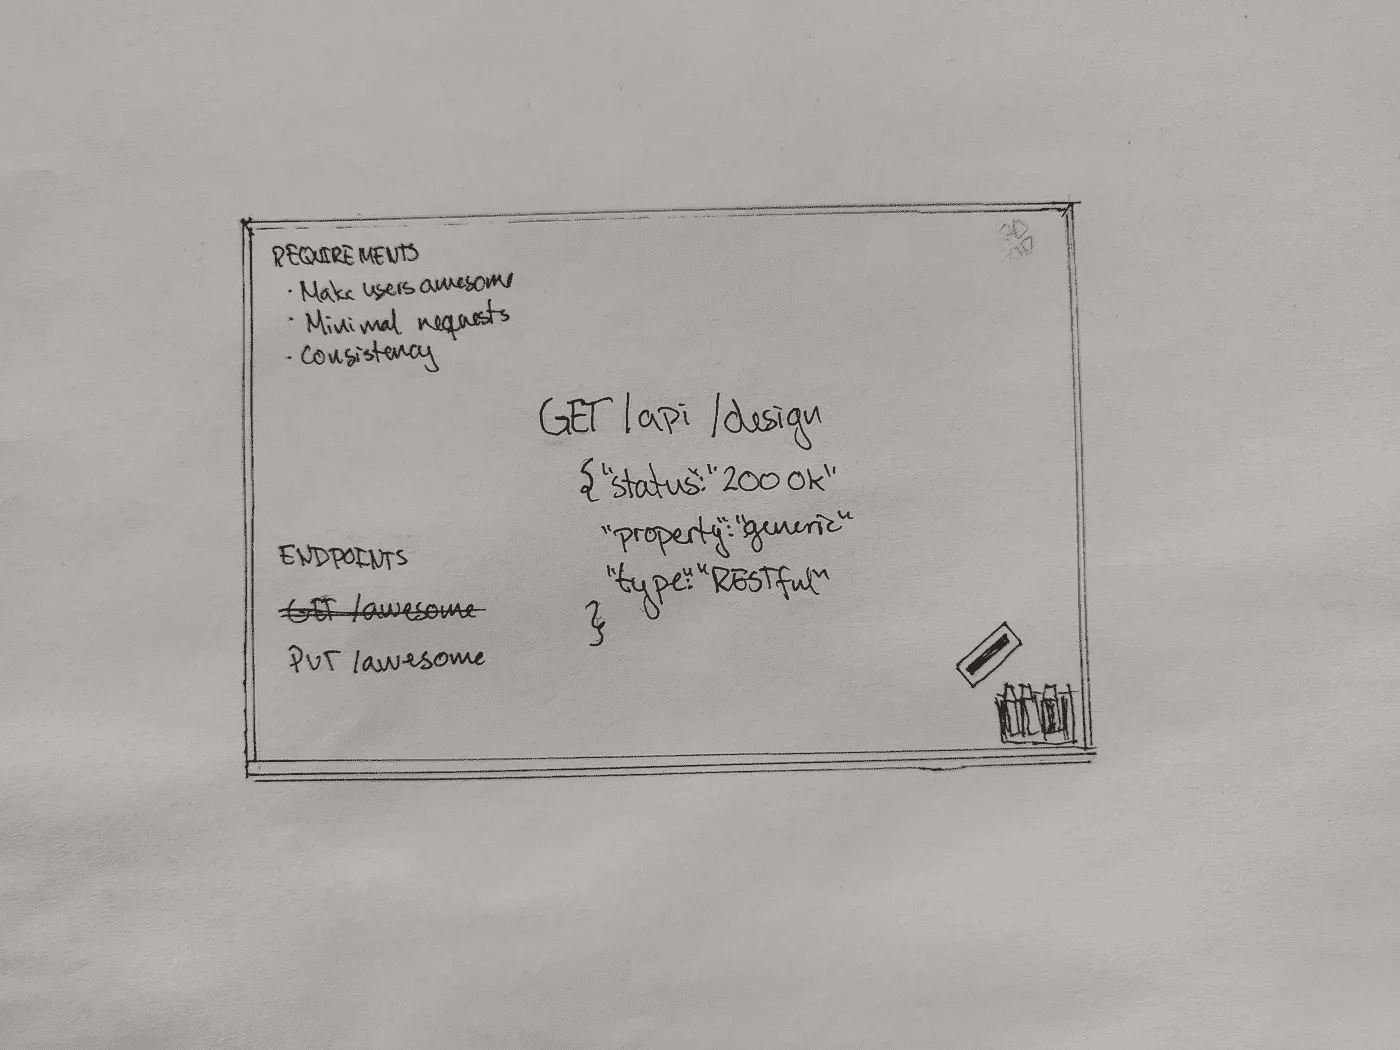 REQUIREMENTS
· Make users awesome
· Minimal requests
· Consistency
GET /api /design
{"status":"200 OK"
"property":"generic"
"type":"RESTful"
}
ENDPOINTS
GET /awesome
PUT /awesome